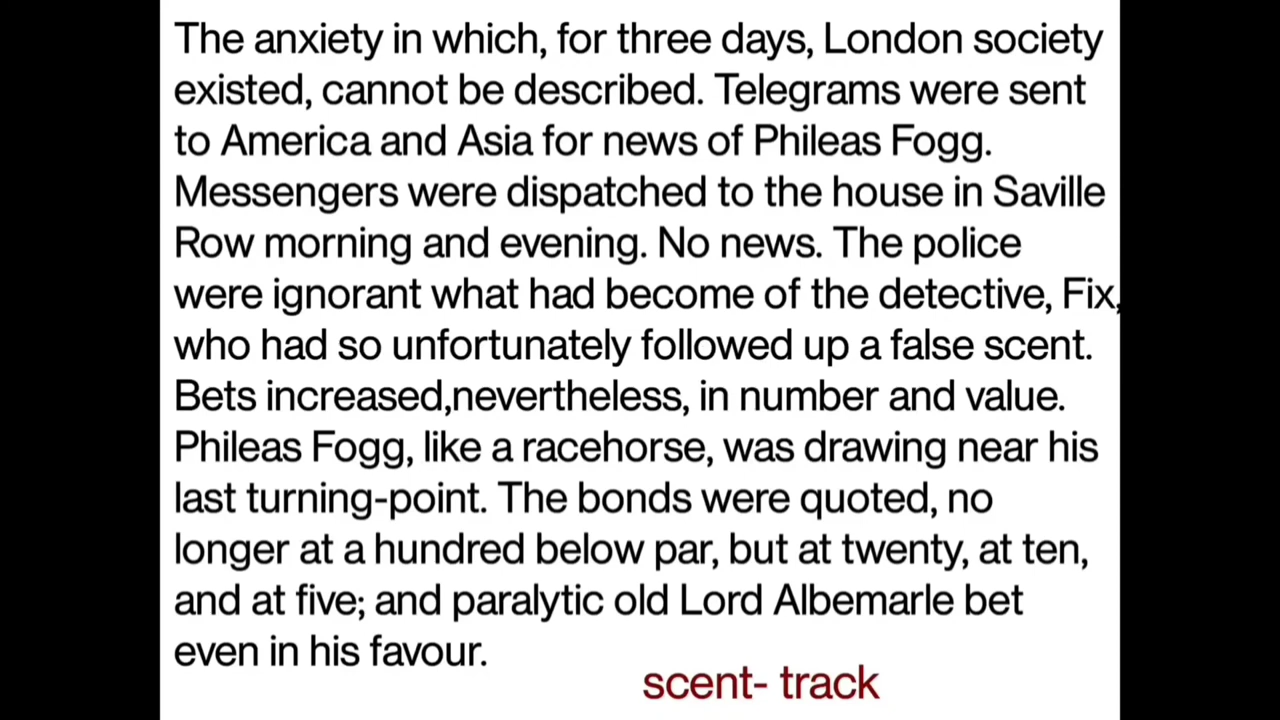 The anxiety in which, for three days, London society
existed, cannot be described. Telegrams were sent
to America and Asia for news of Phileas Fogg.
Messengers were dispatched to the house in Saville
Row morning and evening. No news. The police
were ignorant what had become of the detective, Fix,
who had so unfortunately followed up a false scent.
Bets increased,nevertheless, in number and value.
Phileas Fogg, like a racehorse, was drawing near his
last turning-point. The bonds were quoted, no
longer at a hundred below par, but at twenty, at ten,
and at five; and paralytic old Lord Albemarle bet
even in his favour.
scent- track